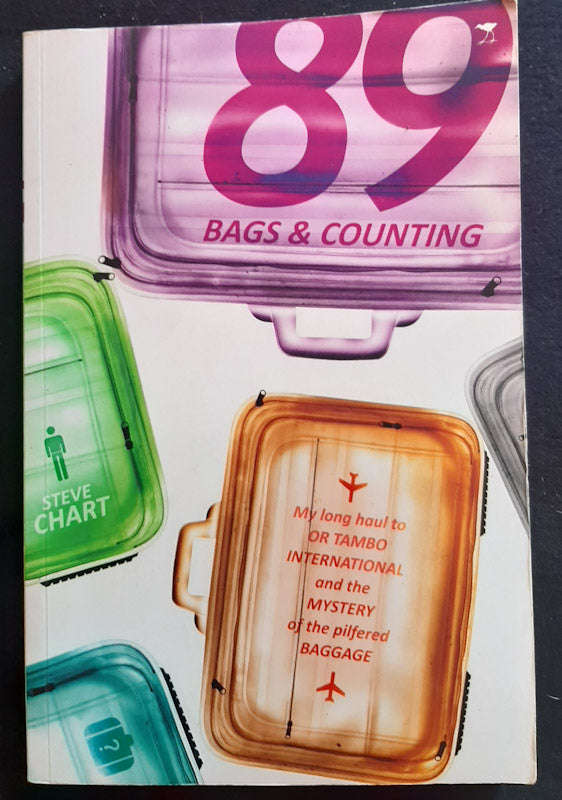 89
BAGS & COUNTING
STEVE
CHART
My long haul to
OR TAMBO
INTERNATIONAL
and the
MYSTERY
of the pilfered
BAGGAGE
?